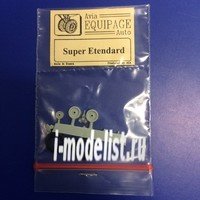 Avia
EQUIPAGE
Auto
Super Etendard
i-modelist.ru